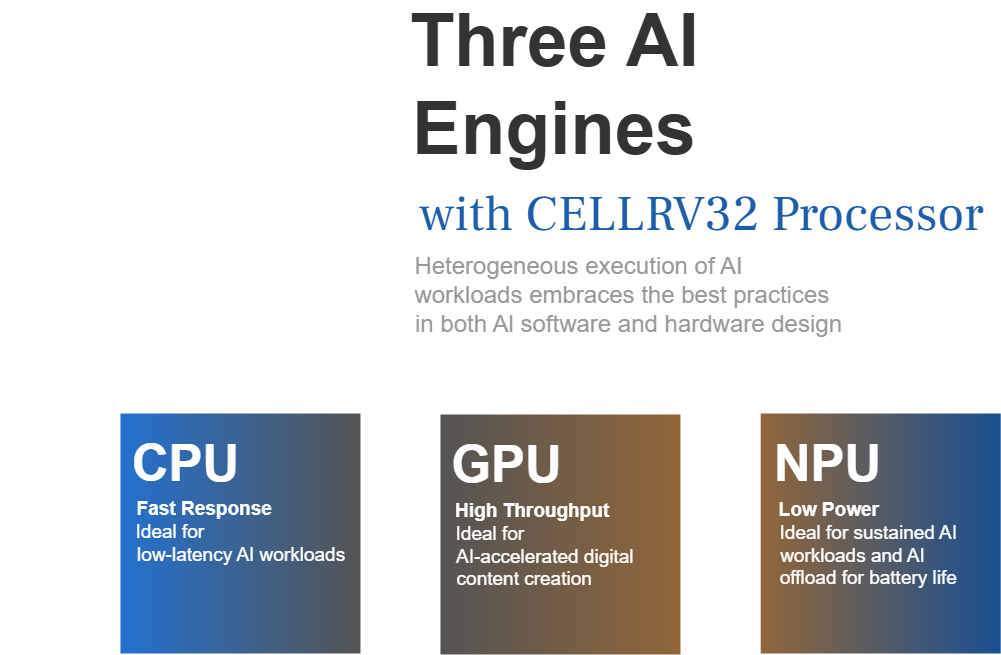 Three AI
Engines
with CELLRV32 Processor
Heterogeneous execution of AI
workloads embraces the best practices
in both AI software and hardware design
CPU
Fast Response
Ideal for
low-latency AI workloads
GPU
High Throughput
Ideal for
AI-accelerated digital
content creation
NPU
Low Power
Ideal for sustained AI
workloads and AI
offload for battery life